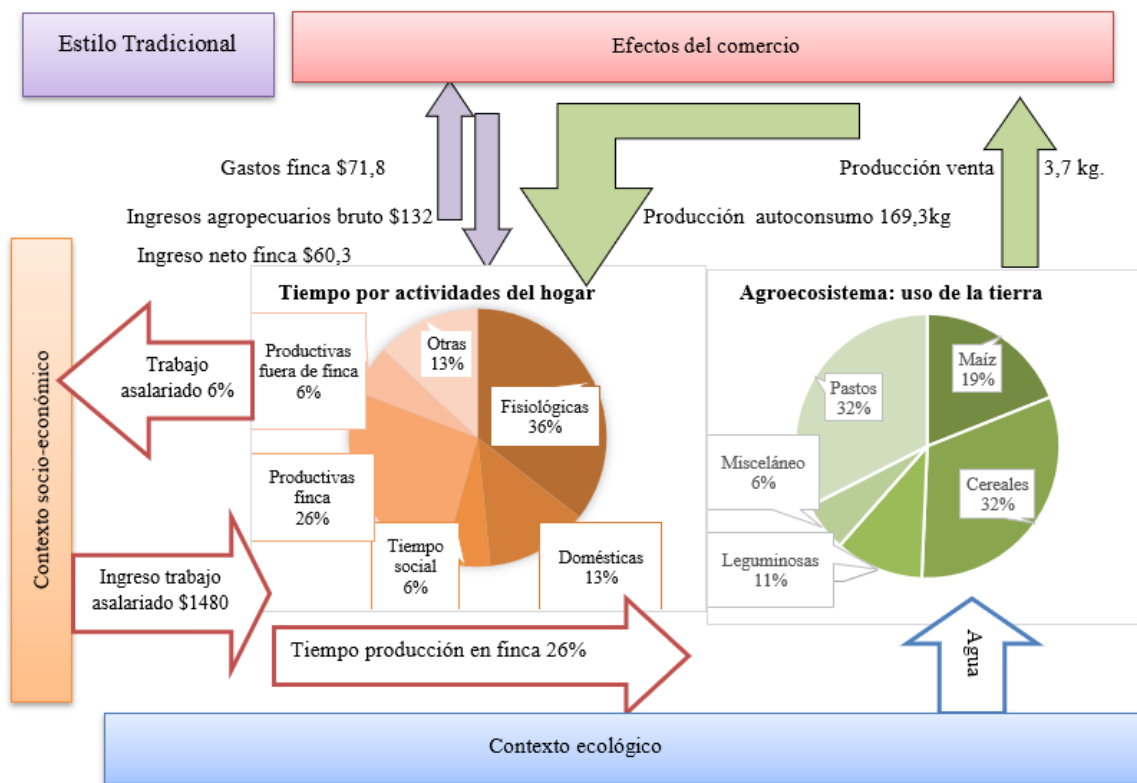 Estilo Tradicional
Efectos del comercio
Gastos finca $71,8
Producción venta
3,7 kg.
Ingresos agropecuarios bruto $132
Producción autoconsumo 169,3kg
Ingreso neto finca $60,3
Contexto socio-económico
Tiempo por actividades del hogar
Productivas
fuera de finca
6%
Otras
13%
Fisiológicas
36%
Productivas
finca
26%
Tiempo
social
6%
Domésticas
13%
Agroecosistema: uso de la tierra
Maíz
19%
Pastos
32%
Misceláneo
6%
Cereales
32%
Leguminosas
11%
Trabajo
asalariado 6%
Ingreso trabajo
asalariado $1480
Tiempo producción en finca 26%
Agua
Contexto ecológico